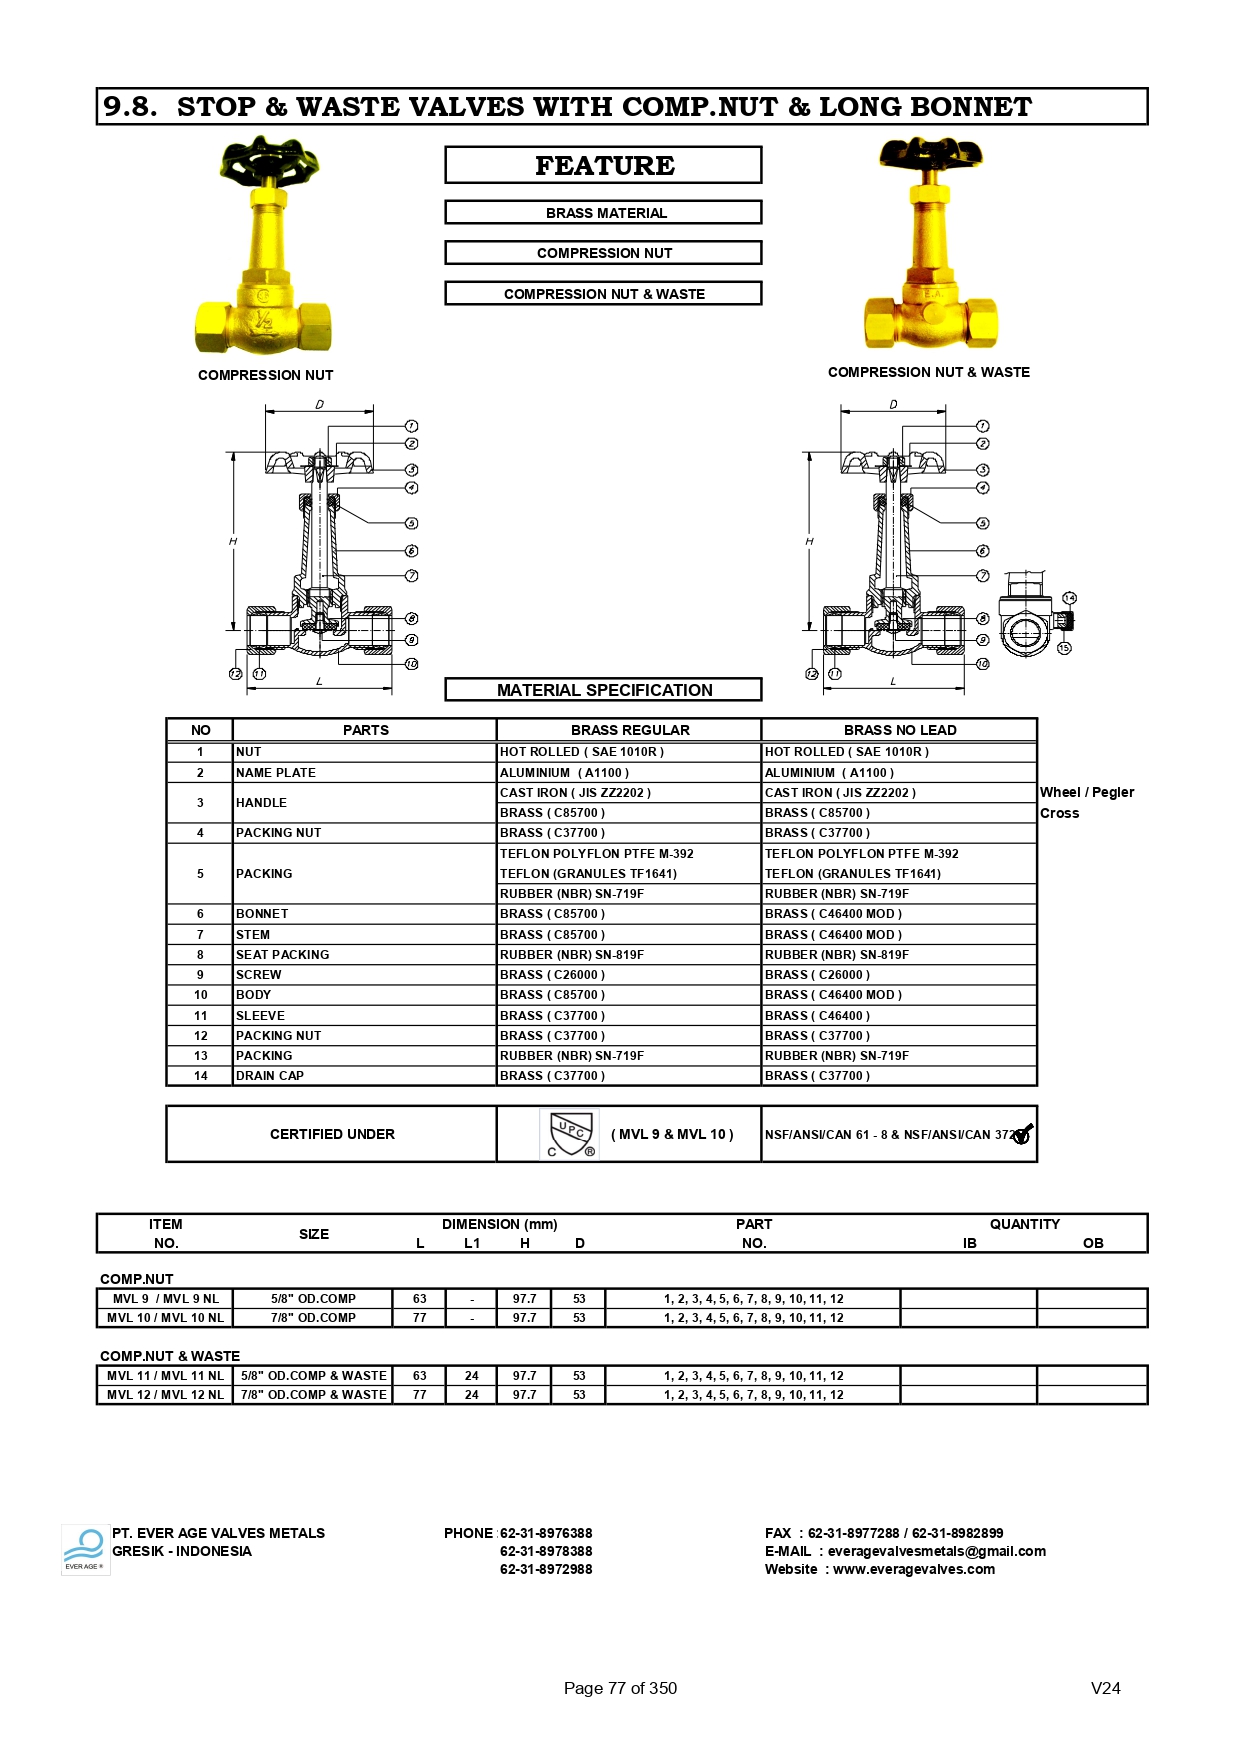 9.8. STOP & WASTE VALVES WITH COMP.NUT & LONG BONNET
FEATURE
BRASS MATERIAL
COMPRESSION NUT
COMPRESSION NUT & WASTE
1/2
E.A.
COMPRESSION NUT
COMPRESSION NUT & WASTE
D
1
2
3
4
5
6
7
8
9
10
12 11
H
L
D
1
2
3
4
5
6
7
8
9
10
12 11
H
L
14
15
MATERIAL SPECIFICATION
NO PARTS BRASS REGULAR BRASS NO LEAD
1 NUT HOT ROLLED ( SAE 1010R ) HOT ROLLED ( SAE 1010R )
2 NAME PLATE ALUMINIUM ( A1100 ) ALUMINIUM ( A1100 )
3 HANDLE CAST IRON ( JIS ZZ2202 ) CAST IRON ( JIS ZZ2202 ) Wheel / Pegler
BRASS ( C85700 ) BRASS ( C85700 ) Cross
4 PACKING NUT BRASS ( C37700 ) BRASS ( C37700 )
TEFLON POLYFLON PTFE M-392 TEFLON POLYFLON PTFE M-392
5 PACKING TEFLON (GRANULES TF1641) TEFLON (GRANULES TF1641)
RUBBER (NBR) SN-719F RUBBER (NBR) SN-719F
6 BONNET BRASS ( C85700 ) BRASS ( C46400 MOD )
7 STEM BRASS ( C85700 ) BRASS ( C46400 MOD )
8 SEAT PACKING RUBBER (NBR) SN-819F RUBBER (NBR) SN-819F
9 SCREW BRASS ( C26000 ) BRASS ( C26000 )
10 BODY BRASS ( C85700 ) BRASS ( C46400 MOD )
11 SLEEVE BRASS ( C37700 ) BRASS ( C46400 )
12 PACKING NUT BRASS ( C37700 ) BRASS ( C37700 )
13 PACKING RUBBER (NBR) SN-719F RUBBER (NBR) SN-719F
14 DRAIN CAP BRASS ( C37700 ) BRASS ( C37700 )
CERTIFIED UNDER UPC C ® ( MVL 9 & MVL 10 ) NSF/ANSI/CAN 61 - 8 & NSF/ANSI/CAN 372
ITEM SIZE DIMENSION (mm) PART QUANTITY
NO. L L1 H D NO. IB OB
COMP.NUT
MVL 9 / MVL 9 NL 5/8" OD.COMP 63 - 97.7 53 1, 2, 3, 4, 5, 6, 7, 8, 9, 10, 11, 12
MVL 10 / MVL 10 NL 7/8" OD.COMP 77 - 97.7 53 1, 2, 3, 4, 5, 6, 7, 8, 9, 10, 11, 12
COMP.NUT & WASTE
MVL 11 / MVL 11 NL 5/8" OD.COMP & WASTE 63 24 97.7 53 1, 2, 3, 4, 5, 6, 7, 8, 9, 10, 11, 12
MVL 12 / MVL 12 NL 7/8" OD.COMP & WASTE 77 24 97.7 53 1, 2, 3, 4, 5, 6, 7, 8, 9, 10, 11, 12
EVER AGE ®
PT. EVER AGE VALVES METALS PHONE : 62-31-8976388 FAX : 62-31-8977288 / 62-31-8982899
GRESIK - INDONESIA 62-31-8978388 E-MAIL : everagevalvesmetals@gmail.com
62-31-8972988 Website : www.everagevalves.com
Page 77 of 350 V24